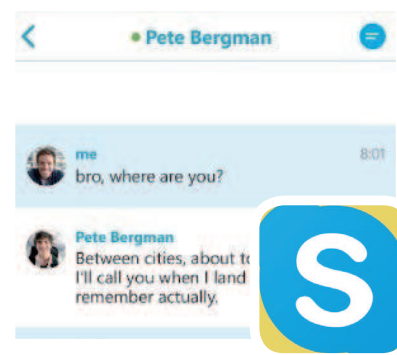 Pete Bergman
me 8:01
bro, where are you?
Pete Bergman
Between cities, about
I'll call you when I land
remember actually.
S